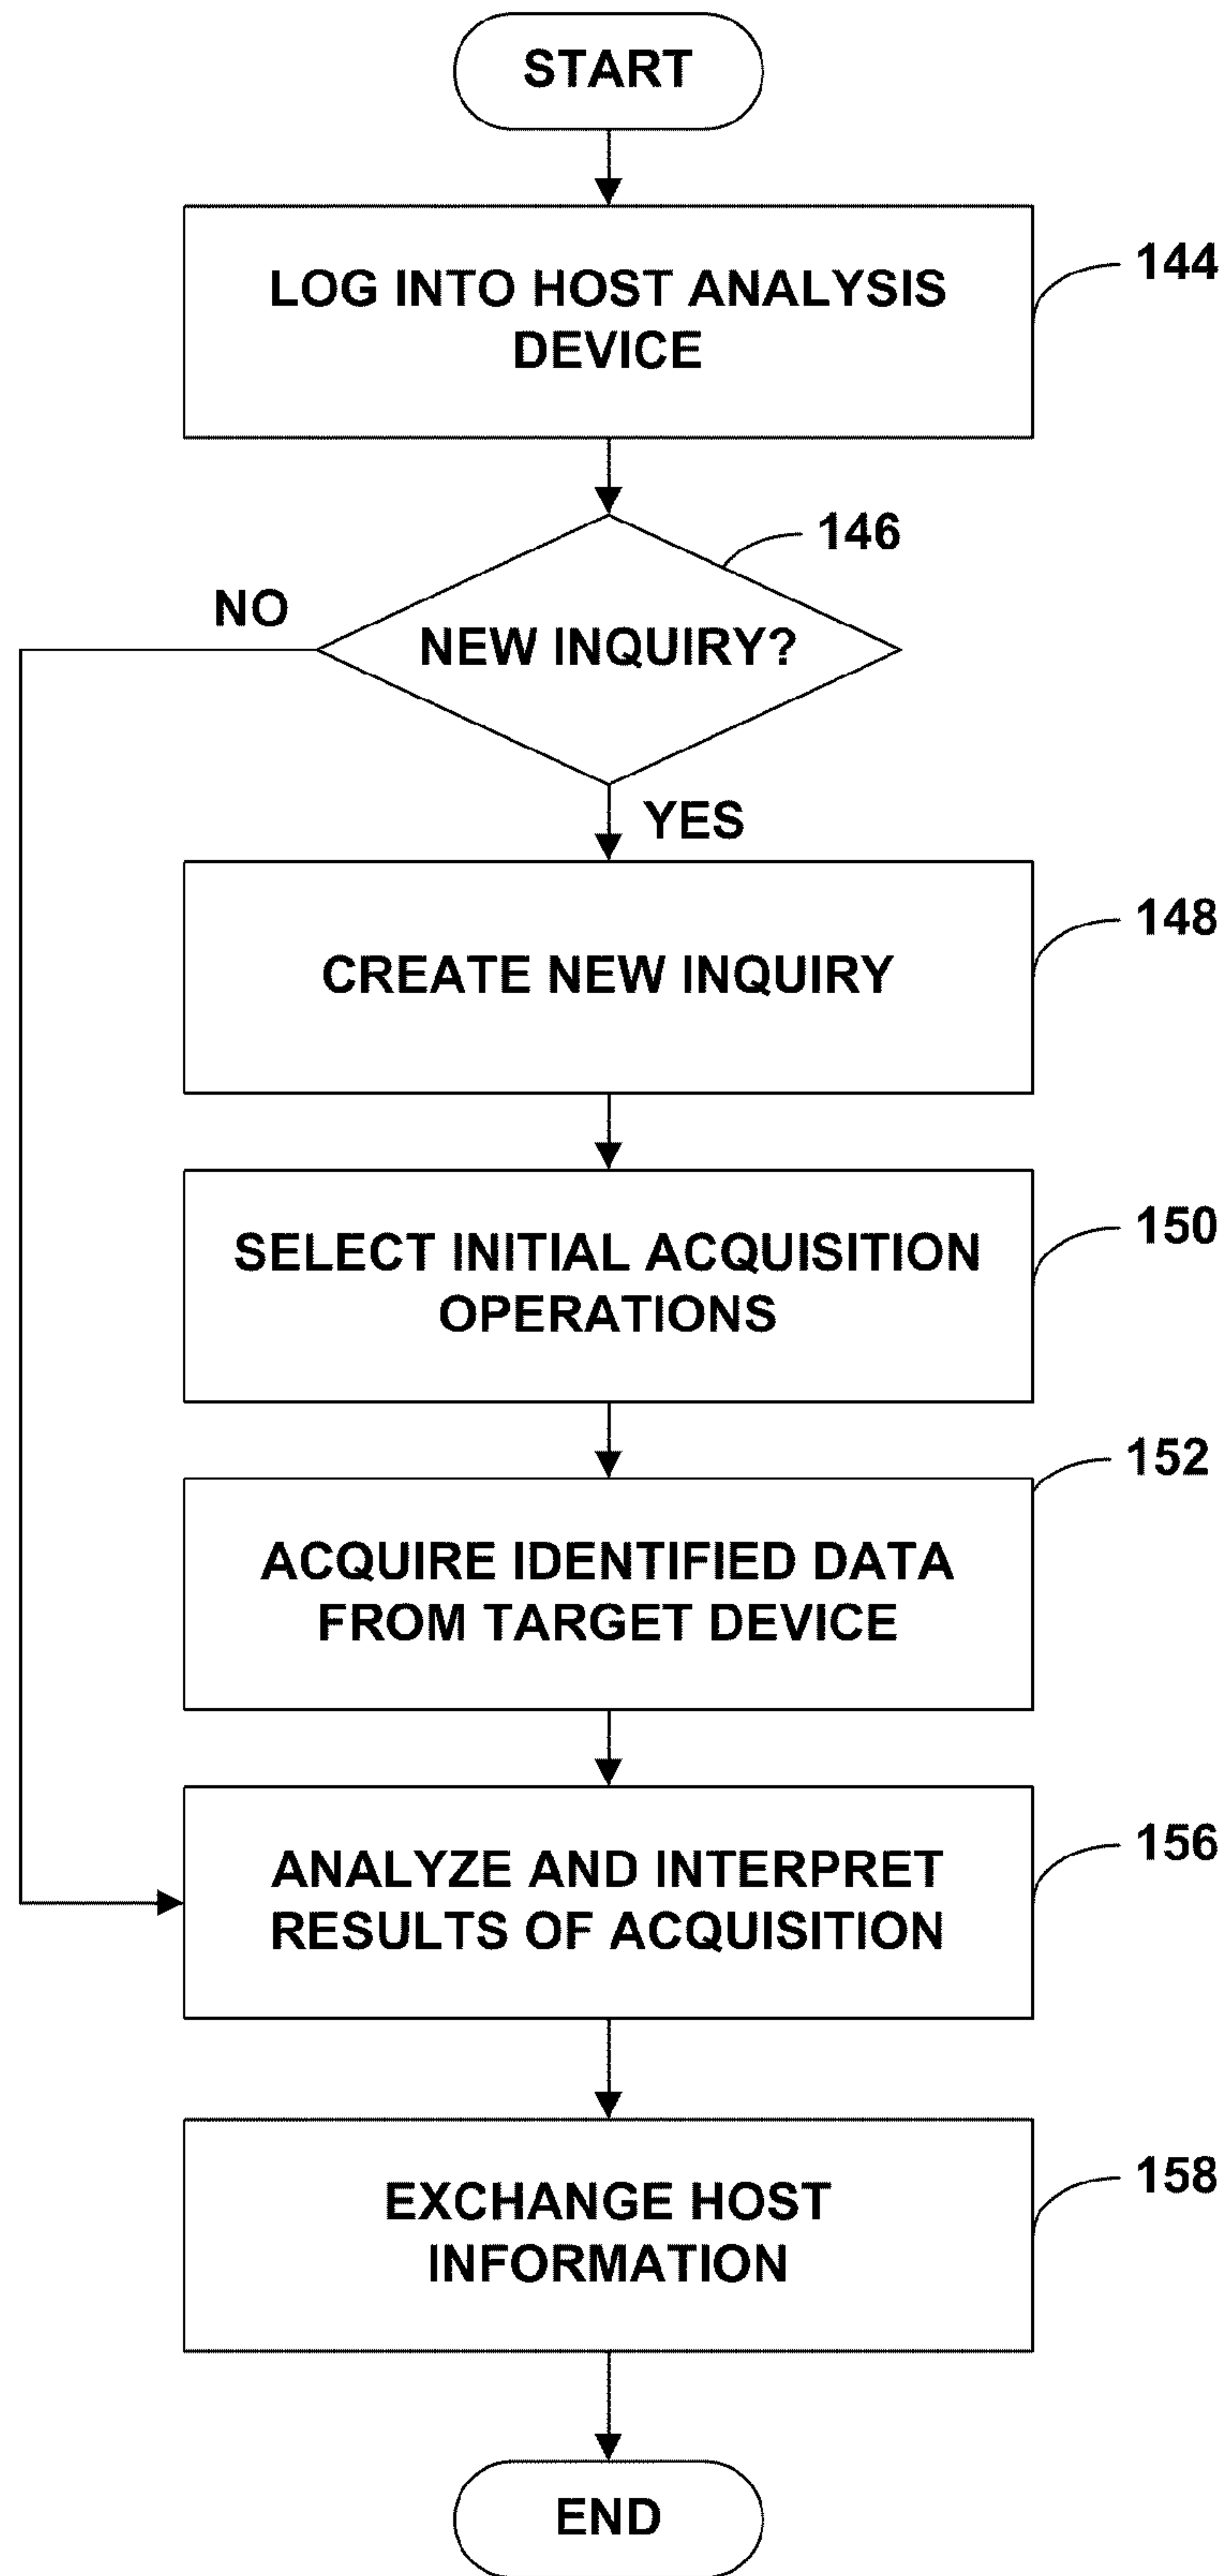 START
LOG INTO HOST ANALYSIS
DEVICE
144
146
NO
NEW INQUIRY?
YES
CREATE NEW INQUIRY
148
SELECT INITIAL ACQUISITION
OPERATIONS
150
152
ACQUIRE IDENTIFIED DATA
FROM TARGET DEVICE
ANALYZE AND INTERPRET
RESULTS OF ACQUISITION
156
EXCHANGE HOST
INFORMATION
158
END